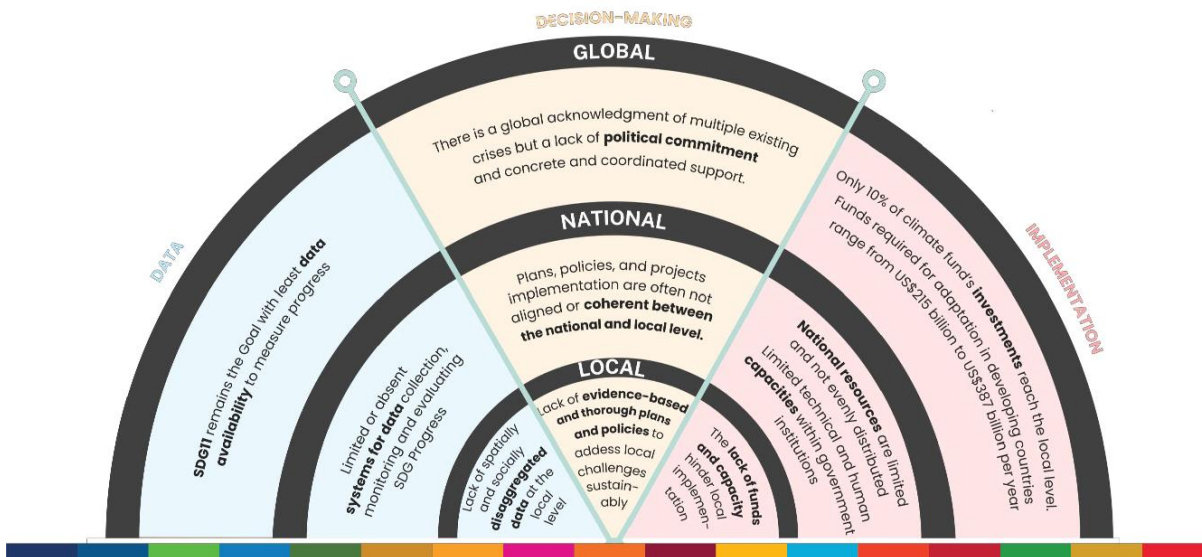 DECISION-MAKING
GLOBAL
There is a global acknowledgment of multiple existing
crises but a lack of political commitment
and concrete and coordinated support.
NATIONAL
Plans, policies, and projects
implementation are often not
aligned or coherent between
the national and local level.
LOCAL
Lack of evidence-based
and thorough plans
and policies to
addess local
challenges
sustain-
ably
DATA
SDG11 remains the Goal with least data
availability to measure progress
Limited or absent
systems for data collection,
monitoring and evaluating
SDG Progress
Lack of spatially
and socially
disaggregated
data at the
local
level
IMPLEMENTATION
Only 10% of climate fund's investments reach the local level.
Funds required for adaptation in developing countries
range from US$215 billion to US$387 billion per year
National resources are limited
and not evenly distributed
Limited technical and human
capacities within government
institutions
The lack of funds
and capacity
hinder local
implemen-
tation